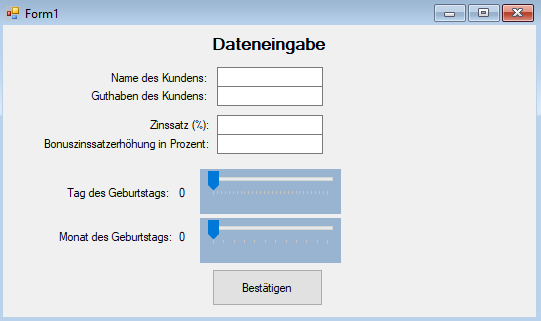 Form1
Dateneingabe
Name des Kundens:
Guthaben des Kundens:
Zinssatz (%):
Bonuszinssatzerhöhung in Prozent:
Tag des Geburtstags: 0
Monat des Geburtstags: 0
Bestätigen